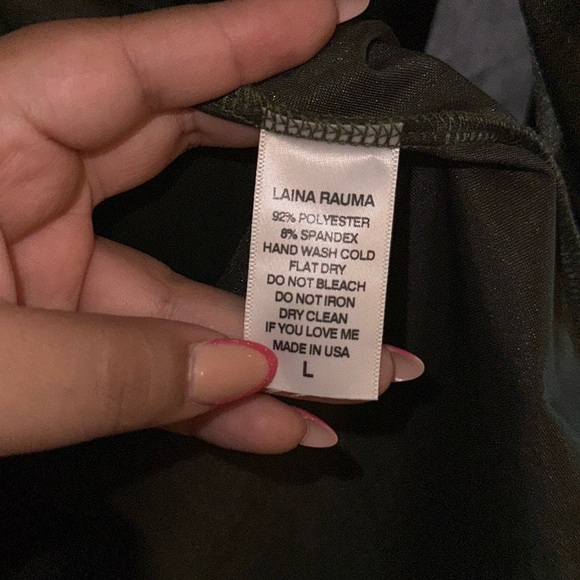 LAINA RAUMA
92% POLYESTER
8% SPANDEX
HAND WASH COLD
FLAT DRY
DO NOT BLEACH
DO NOT IRON
DRY CLEAN
IF YOU LOVE ME
MADE IN USA
L